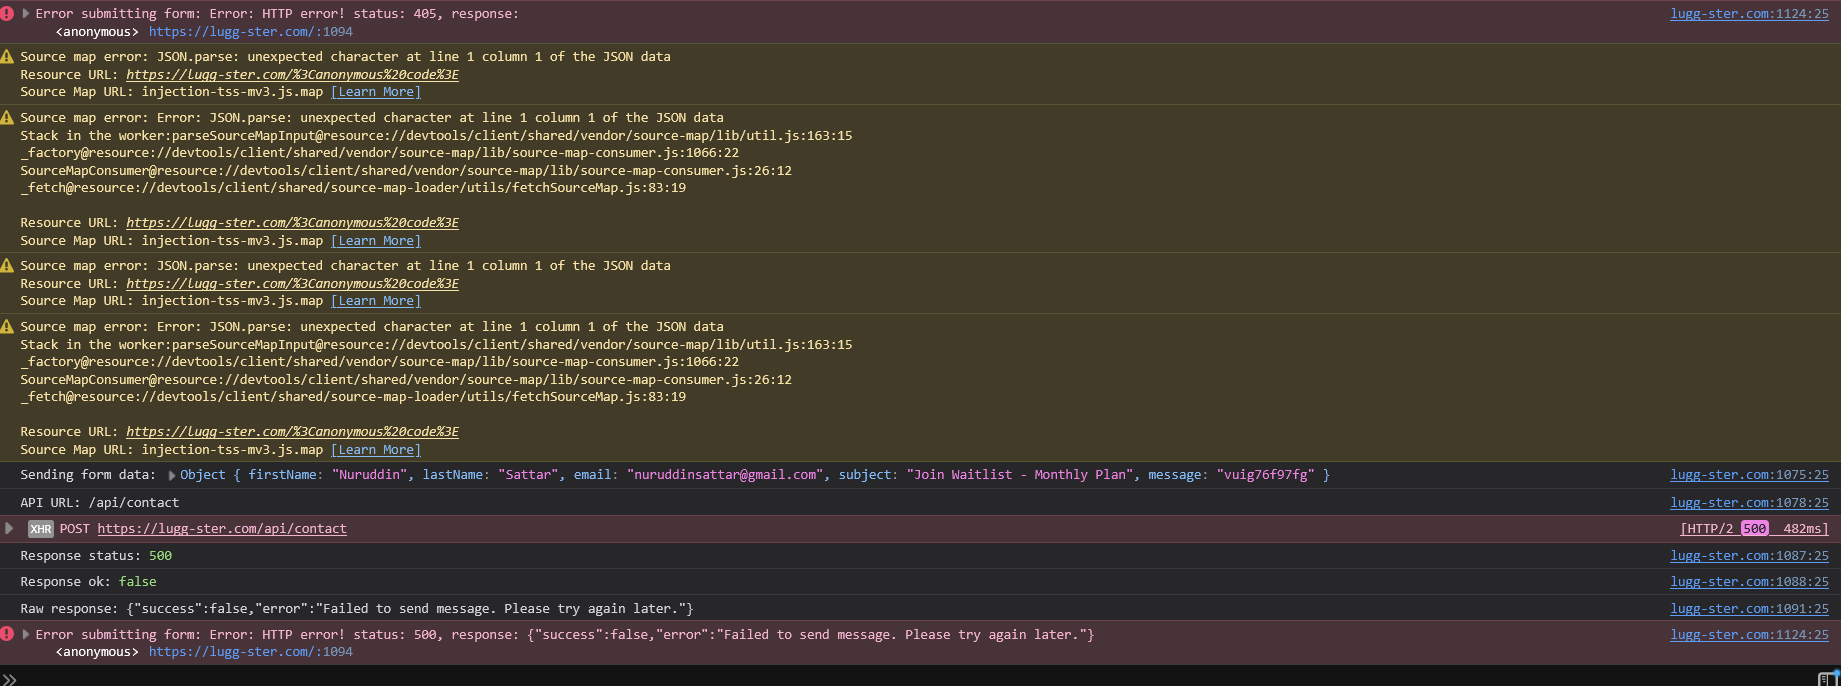 Error submitting form: Error: HTTP error! status: 405, response: lugg-ster.com:1124:25
<anonymous> https://lugg-ster.com/:1094
Source map error: JSON.parse: unexpected character at line 1 column 1 of the JSON data
Resource URL: https://lugg-ster.com/%3Canonymous%20code%3E
Source Map URL: injection-tss-mv3.js.map [Learn More]
Source map error: Error: JSON.parse: unexpected character at line 1 column 1 of the JSON data
Stack in the worker:parseSourceMapInput@resource://devtools/client/shared/vendor/source-map/lib/util.js:163:15
_factory@resource://devtools/client/shared/vendor/source-map/lib/source-map-consumer.js:1066:22
SourceMapConsumer@resource://devtools/client/shared/vendor/source-map/lib/source-map-consumer.js:26:12
_fetch@resource://devtools/client/shared/source-map-loader/utils/fetchSourceMap.js:83:19
Resource URL: https://lugg-ster.com/%3Canonymous%20code%3E
Source Map URL: injection-tss-mv3.js.map [Learn More]
Source map error: JSON.parse: unexpected character at line 1 column 1 of the JSON data
Resource URL: https://lugg-ster.com/%3Canonymous%20code%3E
Source Map URL: injection-tss-mv3.js.map [Learn More]
Source map error: Error: JSON.parse: unexpected character at line 1 column 1 of the JSON data
Stack in the worker:parseSourceMapInput@resource://devtools/client/shared/vendor/source-map/lib/util.js:163:15
_factory@resource://devtools/client/shared/vendor/source-map/lib/source-map-consumer.js:1066:22
SourceMapConsumer@resource://devtools/client/shared/vendor/source-map/lib/source-map-consumer.js:26:12
_fetch@resource://devtools/client/shared/source-map-loader/utils/fetchSourceMap.js:83:19
Resource URL: https://lugg-ster.com/%3Canonymous%20code%3E
Source Map URL: injection-tss-mv3.js.map [Learn More]
Sending form data: Object { firstName: "Nuruddin", lastName: "Sattar", email: "nuruddinsattar@gmail.com", subject: "Join Waitlist - Monthly Plan", message: "vuig76f97fg" } lugg-ster.com:1075:25
API URL: /api/contact lugg-ster.com:1078:25
XHR POST https://lugg-ster.com/api/contact [HTTP/2 500 482ms]
Response status: 500 lugg-ster.com:1087:25
Response ok: false lugg-ster.com:1088:25
Raw response: {"success":false,"error":"Failed to send message. Please try again later."} lugg-ster.com:1091:25
Error submitting form: Error: HTTP error! status: 500, response: {"success":false,"error":"Failed to send message. Please try again later."} lugg-ster.com:1124:25
<anonymous> https://lugg-ster.com/:1094